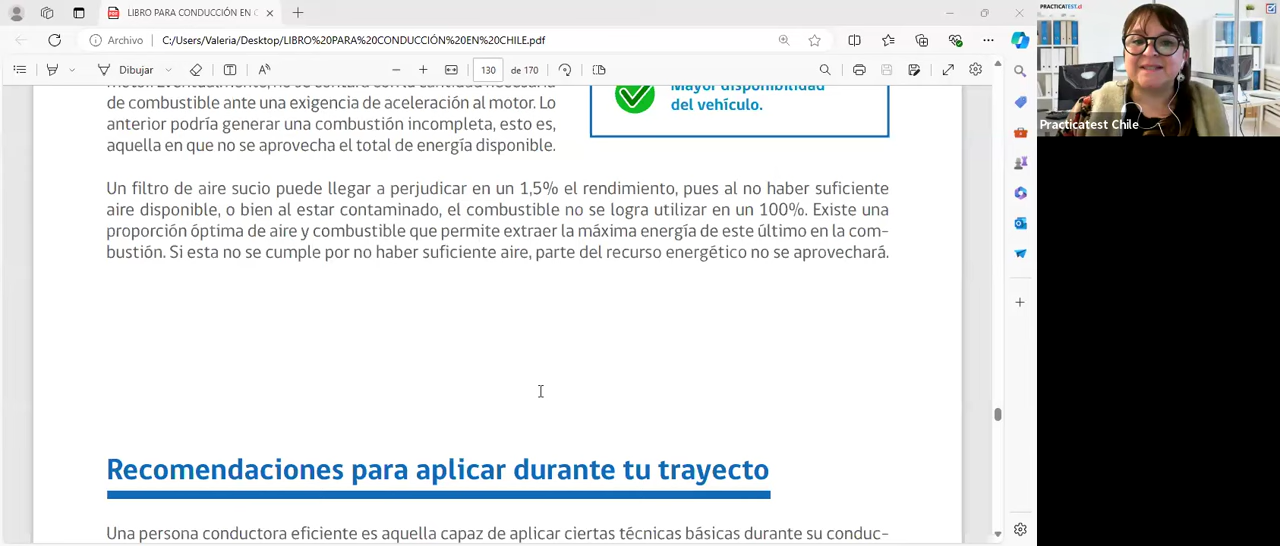 LIBRO PARA CONDUCCIÓN EN C
Archivo
C:/Users/Valeria/Desktop/LIBRO%20PARA%20CONDUCCIÓN%20EN%20CHILE.pdf
Dibujar
130
de 170
de combustible ante una exigencia de aceleración al motor. Lo
anterior podría generar una combustión incompleta, esto es,
aquella en que no se aprovecha el total de energía disponible.
Mayor disponibilidad
del vehículo.
Un filtro de aire sucio puede llegar a perjudicar en un 1,5% el rendimiento, pues al no haber suficiente
aire disponible, o bien al estar contaminado, el combustible no se logra utilizar en un 100%. Existe una
proporción óptima de aire y combustible que permite extraer la máxima energía de este último en la com-
bustión. Si esta no se cumple por no haber suficiente aire, parte del recurso energético no se aprovechará.
Recomendaciones para aplicar durante tu trayecto
Una persona conductora eficiente es aquella capaz de aplicar ciertas técnicas básicas durante su conduc-
PRACTICATEST.cl
Practicatest Chile